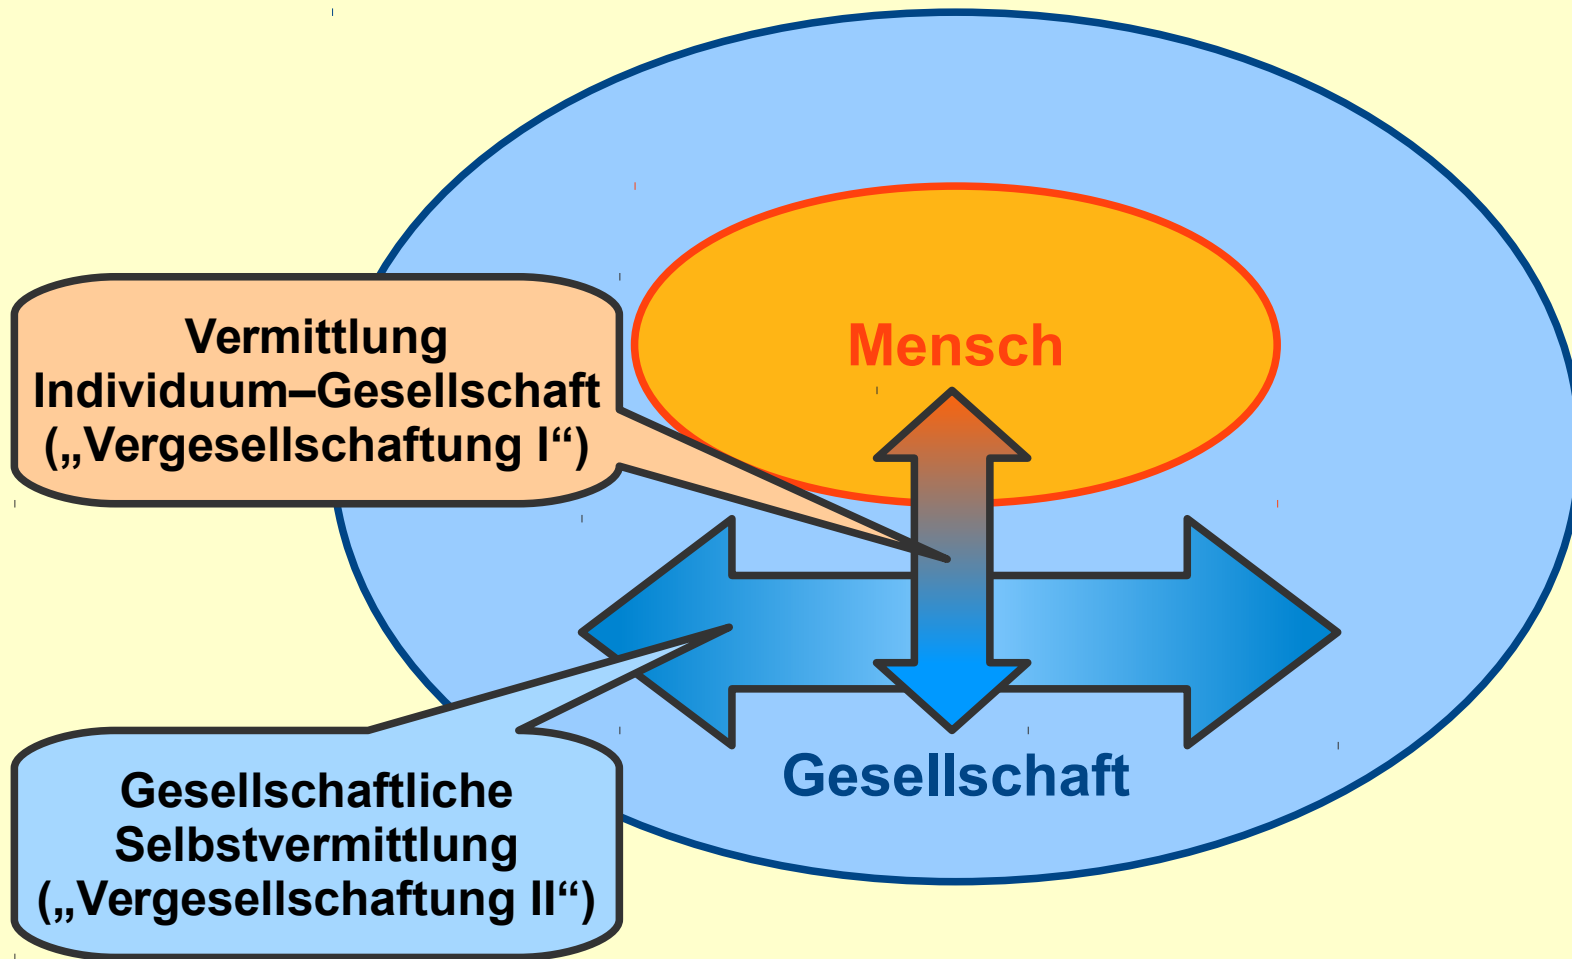 Mensch
Vermittlung
Individuum–Gesellschaft
(„Vergesellschaftung I“)
Gesellschaft
Gesellschaftliche
Selbstvermittlung
(„Vergesellschaftung II“)